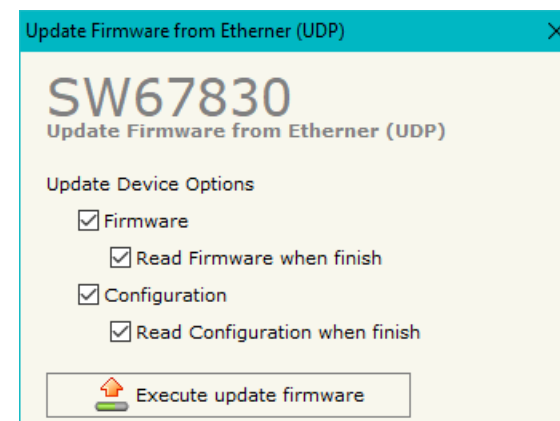 Update Firmware from Etherner (UDP)
SW67830
Update Firmware from Etherner (UDP)
Update Device Options
Firmware
Read Firmware when finish
Configuration
Read Configuration when finish
Execute update firmware